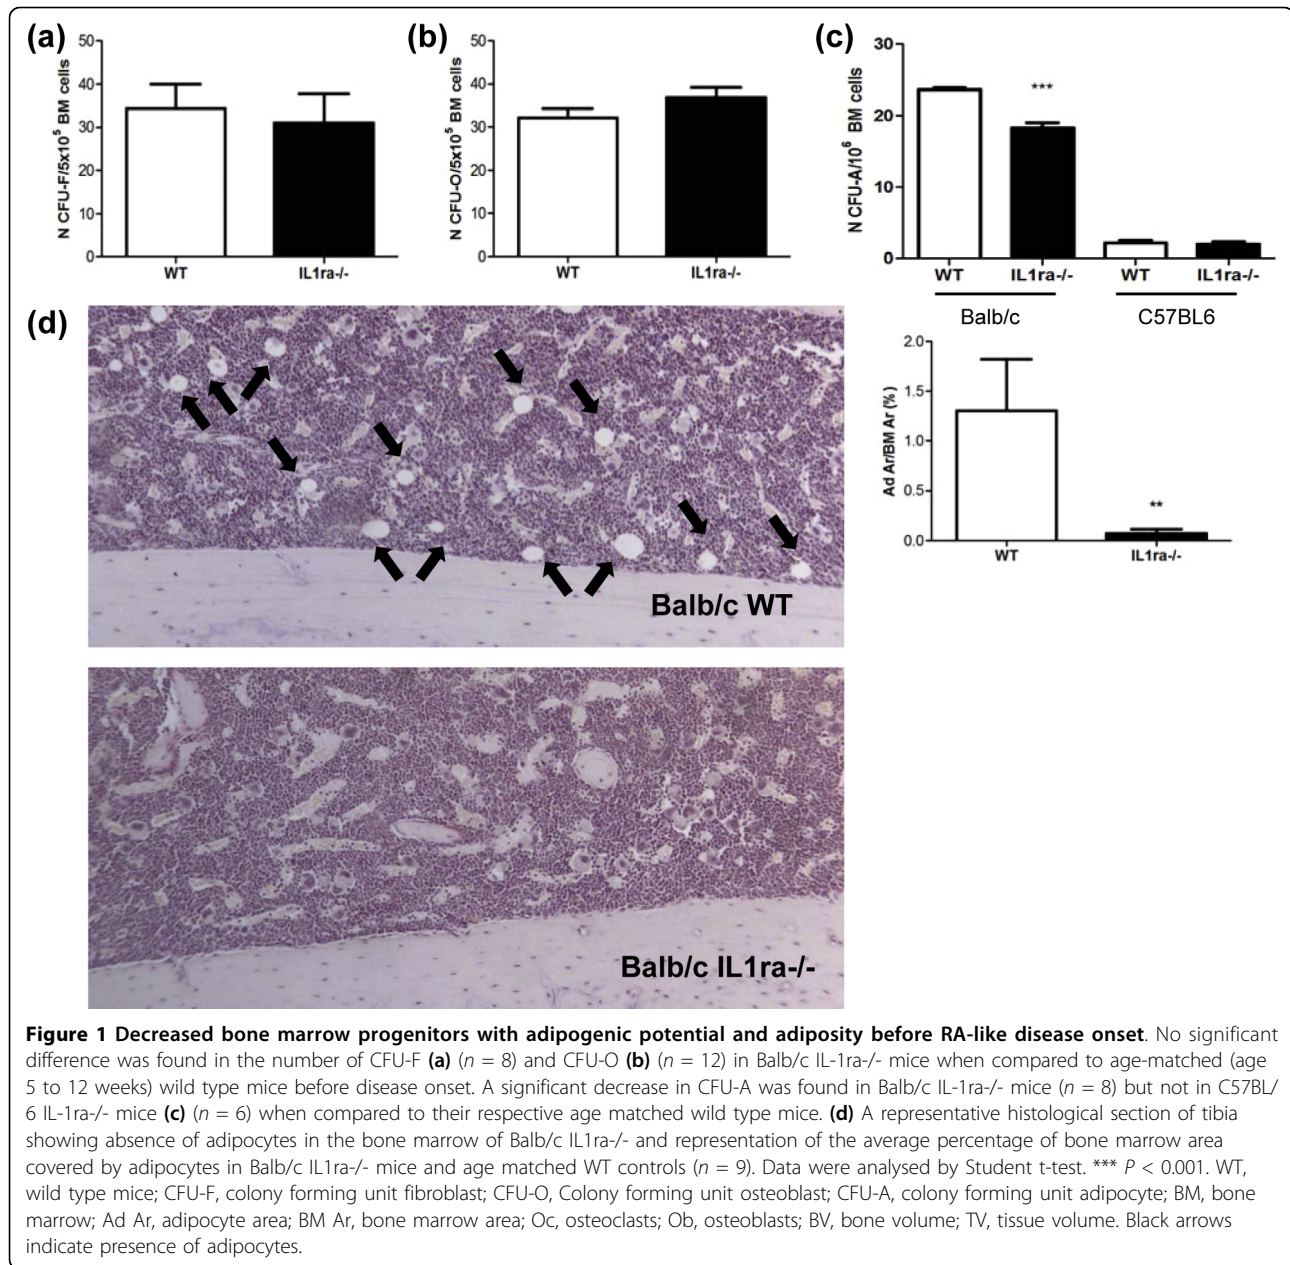 (a)
50
40
30
20
10
0
N CFU-F/5x10⁵ BM cells
WT
IL1ra-/-
(b)
50
40
30
20
10
0
N CFU-O/5x10⁵ BM cells
WT
IL1ra-/-
(c)
30
20
10
0
N CFU-A/10⁶ BM cells
***
WT
IL1ra-/-
WT
IL1ra-/-
Balb/c
C57BL6
(d)
Balb/c WT
2.0
1.5
1.0
0.5
0.0
Ad Ar/BM Ar (%)
**
WT
IL1ra-/-
Balb/c IL1ra-/-
Figure 1 Decreased bone marrow progenitors with adipogenic potential and adiposity before RA-like disease onset. No significant
difference was found in the number of CFU-F (a) (n = 8) and CFU-O (b) (n = 12) in Balb/c IL-1ra-/- mice when compared to age-matched (age
5 to 12 weeks) wild type mice before disease onset. A significant decrease in CFU-A was found in Balb/c IL-1ra-/- mice (n = 8) but not in C57BL/
6 IL-1ra-/- mice (c) (n = 6) when compared to their respective age matched wild type mice. (d) A representative histological section of tibia
showing absence of adipocytes in the bone marrow of Balb/c IL1ra-/- and representation of the average percentage of bone marrow area
covered by adipocytes in Balb/c IL1ra-/- mice and age matched WT controls (n = 9). Data were analysed by Student t-test. *** P < 0.001. WT,
wild type mice; CFU-F, colony forming unit fibroblast; CFU-O, Colony forming unit osteoblast; CFU-A, colony forming unit adipocyte; BM, bone
marrow; Ad Ar, adipocyte area; BM Ar, bone marrow area; Oc, osteoclasts; Ob, osteoblasts; BV, bone volume; TV, tissue volume. Black arrows
indicate presence of adipocytes.